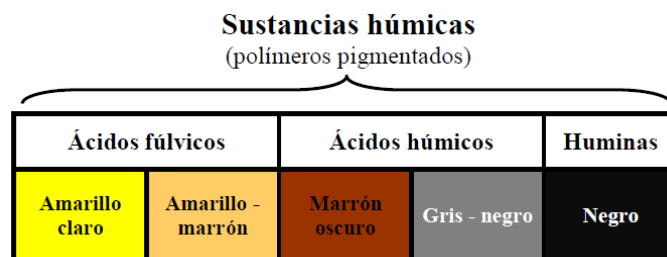 Sustancias húmicas
(polímeros pigmentados)
Ácidos fúlvicos
Ácidos húmicos
Huminas
Amarillo
claro
Amarillo -
marrón
Marrón
oscuro
Gris - negro
Negro